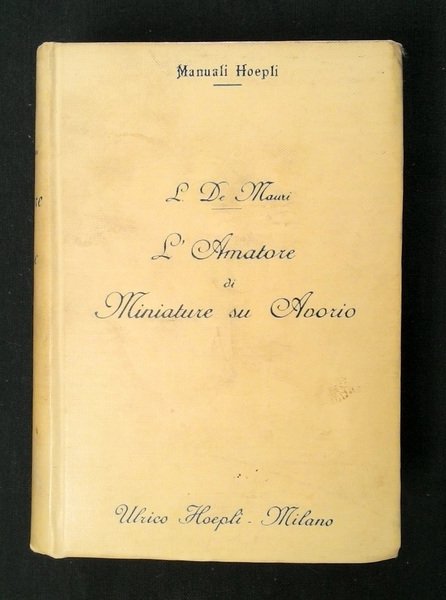 Manuali Hoepli
L. De Mauri
L'Amatore
di
Miniature su Avorio
Ulrico Hoepli - Milano